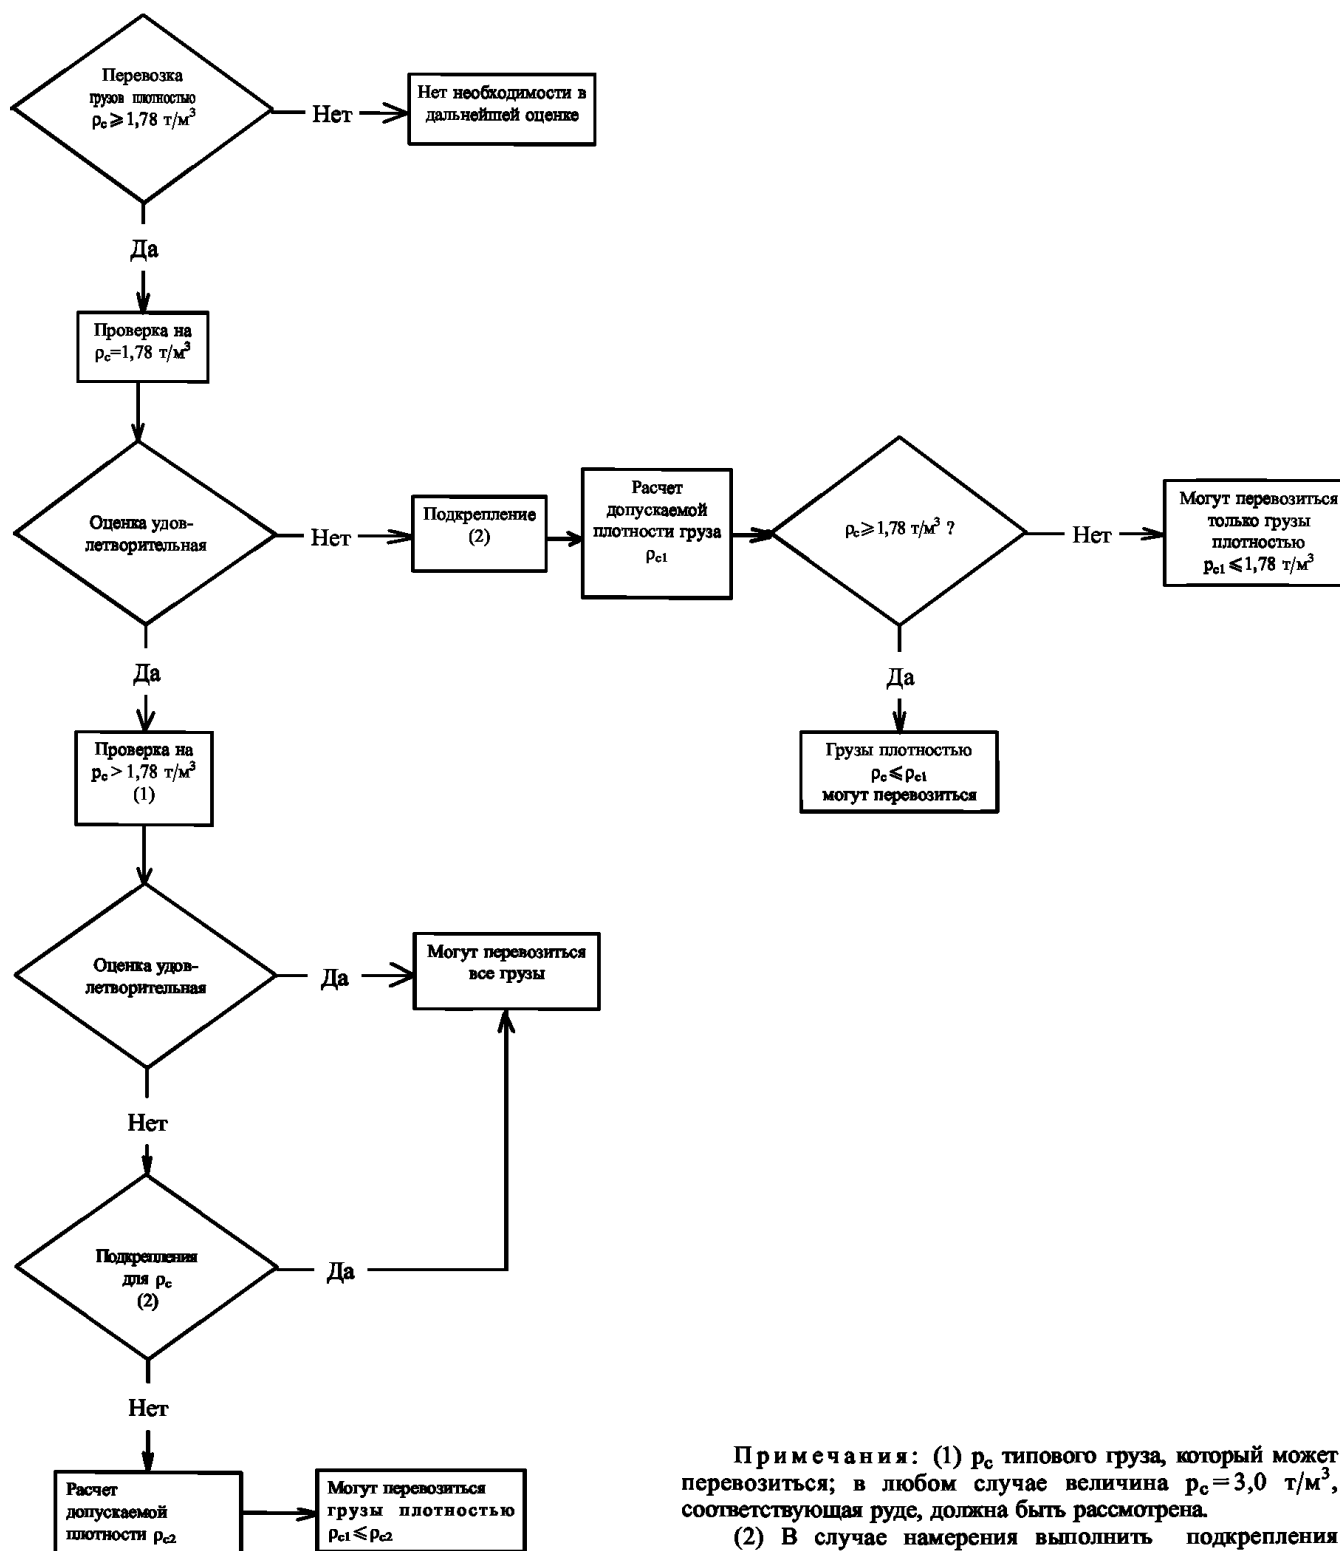 Перевозка
грузов плотностью
ρc ⩾ 1,78 т/м³
Нет
Нет необходимости в
дальнейшей оценке
Да
Проверка на
ρc=1,78 т/м³
Оценка удов-
летворительная
Нет
Подкрепление
(2)
Расчет
допускаемой
плотности груза
ρc1
ρc ⩾ 1,78 т/м³ ?
Нет
Могут перевозиться
только грузы
плотностью
pc1 ⩽ 1,78 т/м³
Да
Да
Грузы плотностью
ρc ⩽ ρc1
могут перевозиться
Проверка на
pc > 1,78 т/м³
(1)
Оценка удов-
летворительная
Да
Могут перевозиться
все грузы
Нет
Подкрепления
для ρc
(2)
Да
Нет
Расчет
допускаемой
плотности ρc2
Могут перевозиться
грузы плотностью
ρc1 ⩽ ρc2
Примечания: (1) pc типового груза, который может
перевозиться; в любом случае величина pc = 3,0 т/м³,
соответствующая руде, должна быть рассмотрена.
(2) В случае намерения выполнить подкрепления